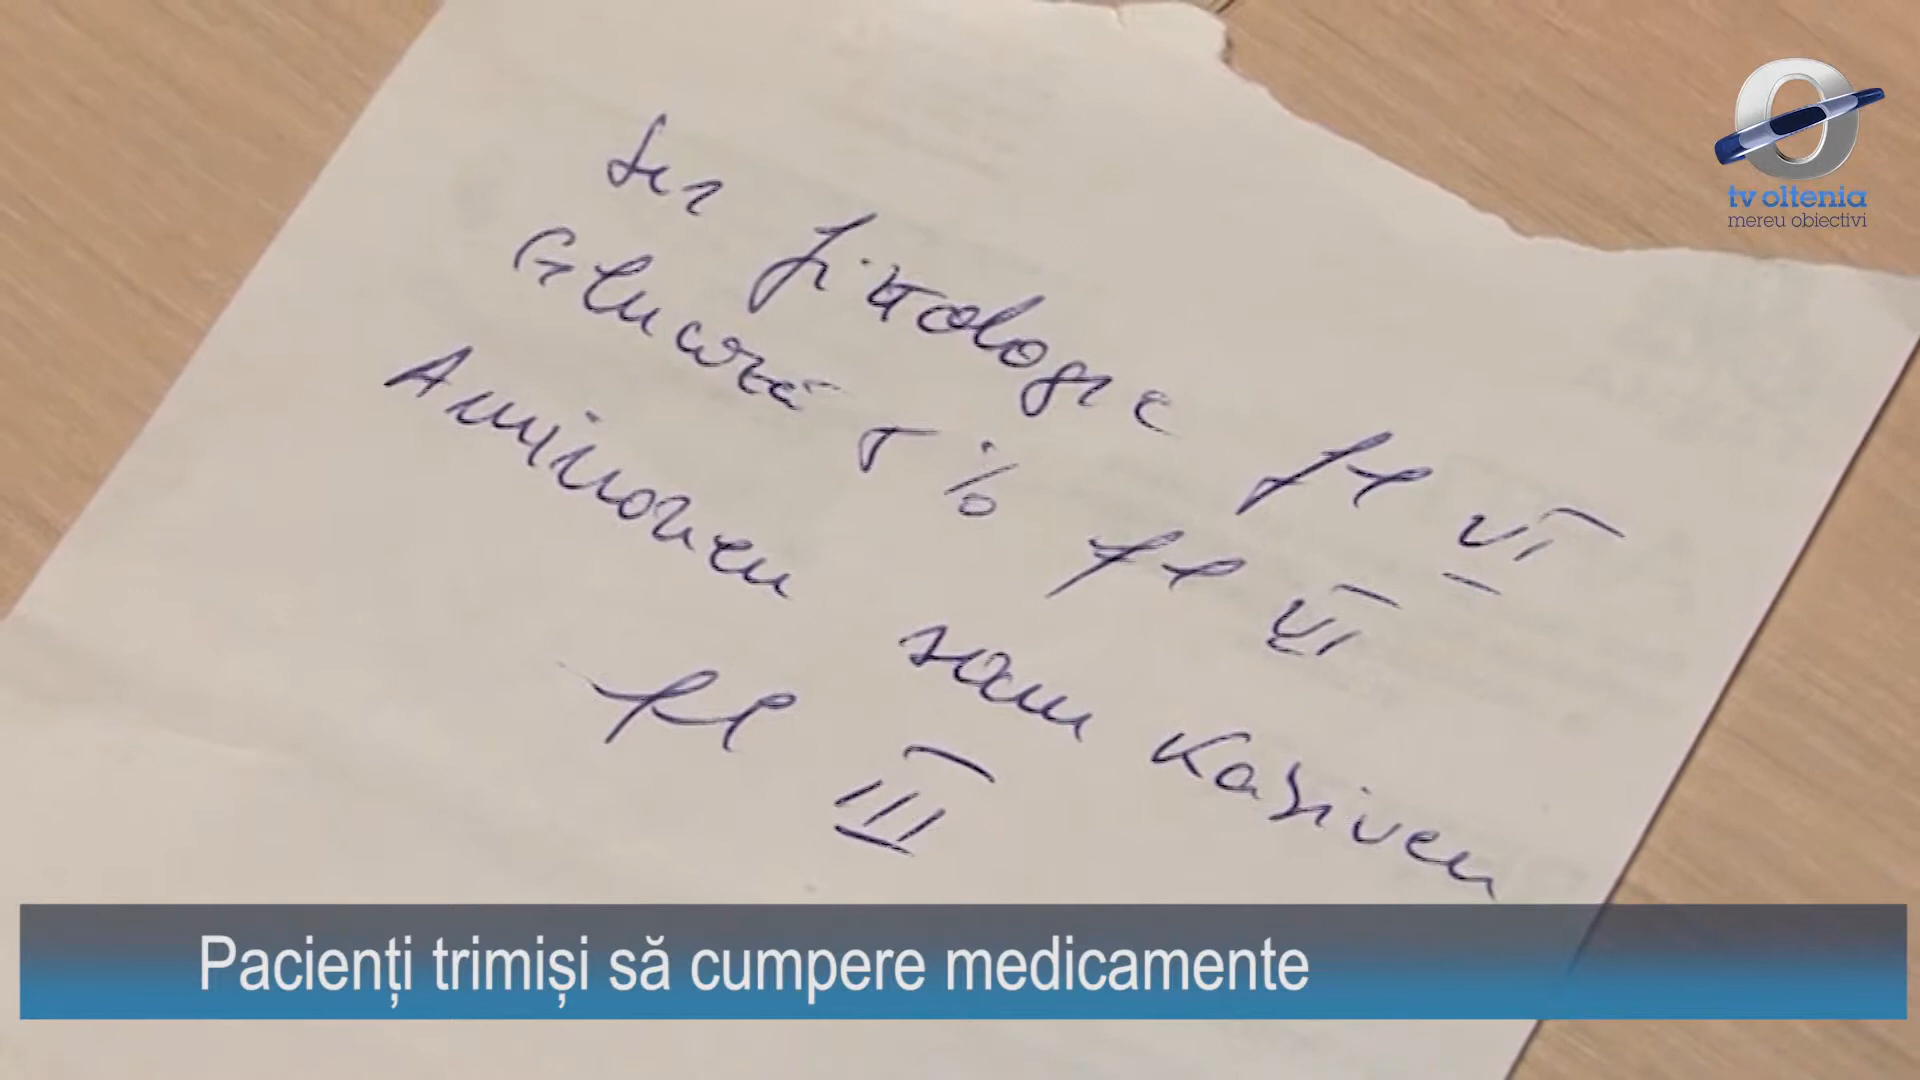 Ser fiziologic fl VI
Glucoză 5% fl VI
Aminoven sau Kabiven
fl III
tv oltenia
mereu obiectivi
Pacienți trimiși să cumpere medicamente